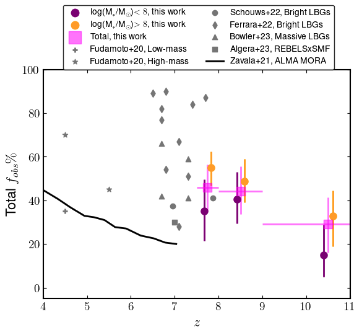 log(M⋆/M⊙) < 8, this work
log(M⋆/M⊙) > 8, this work
Total, this work
Fudamoto+20, Low-mass
Fudamoto+20, High-mass
Schouws+22, Bright LBGs
Ferrara+22, Bright LBGs
Bowler+23, Massive LBGs
Algera+23, REBELSxSMF
Zavala+21, ALMA MORA
Total f_obs%
100
80
60
40
20
0
4 5 6 7 8 9 10 11
z